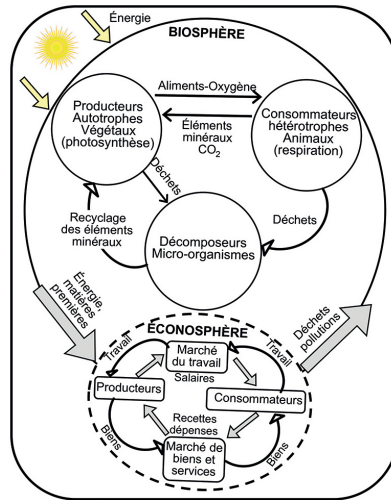 Énergie
BIOSPHÈRE
Aliments-Oxygène
Producteurs
Autotrophes
Végétaux
(photosynthèse)
Consommateurs
hétérotrophes
Animaux
(respiration)
Éléments
minéraux
CO2
Déchets
Recyclage
des éléments
minéraux
Déchets
Décomposeurs
Micro-organismes
Énergie,
matières
premières
Déchets
pollutions
ÉCONOSPHÈRE
Travail
Marché
du travail
Travail
Salaires
Producteurs
Consommateurs
Recettes
dépenses
Biens
Marché de
biens et
services
Biens